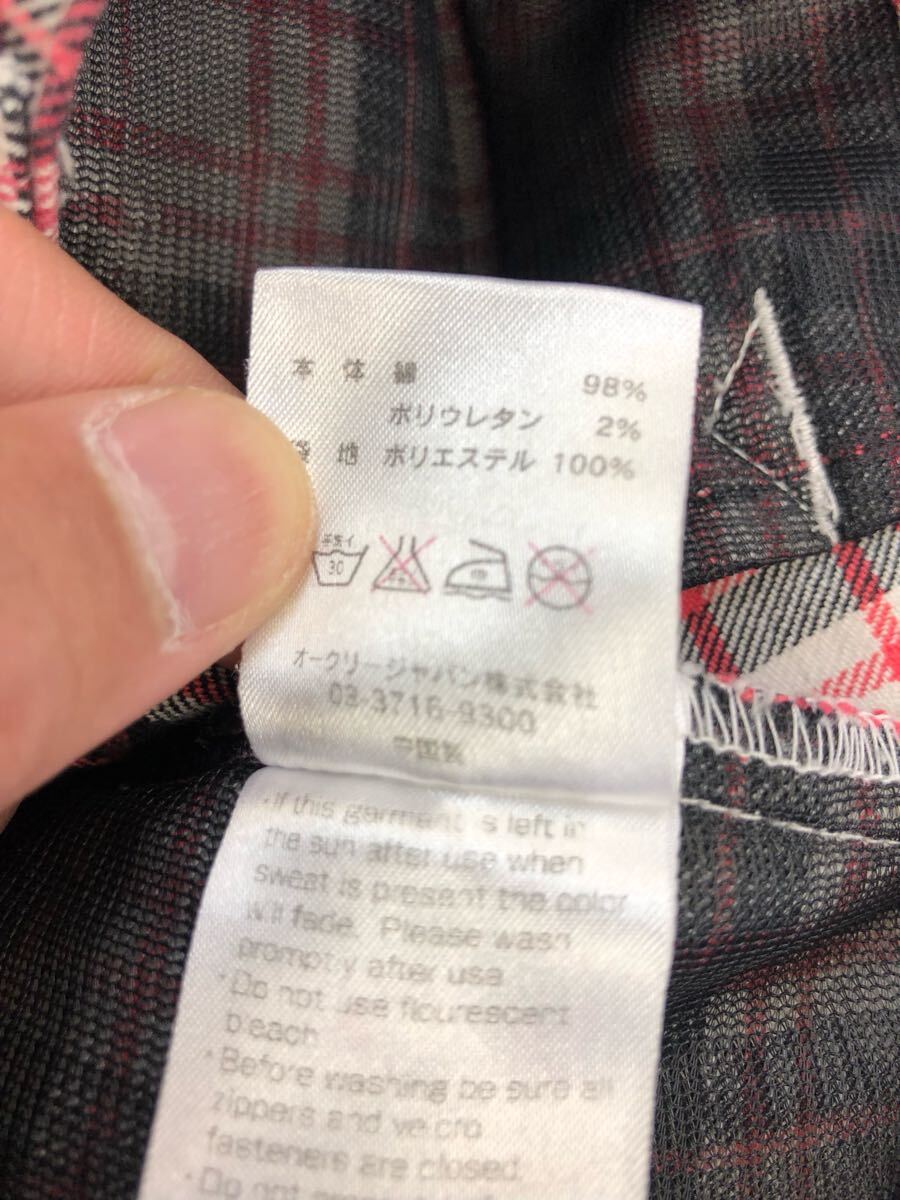 本 体 綿 98%
ポリウレタン 2%
袋 地 ポリエステル 100%
手洗イ
30
オークリージャパン株式会社
03-3716-9300
中国製
・If this garment is left in
the sun after use when
sweat is present the color
will fade. Please wash
promptly after use
・Do not use flourescent
bleach
・Before washing be sure all
zippers and velcro
fasteners are closed
・Do not